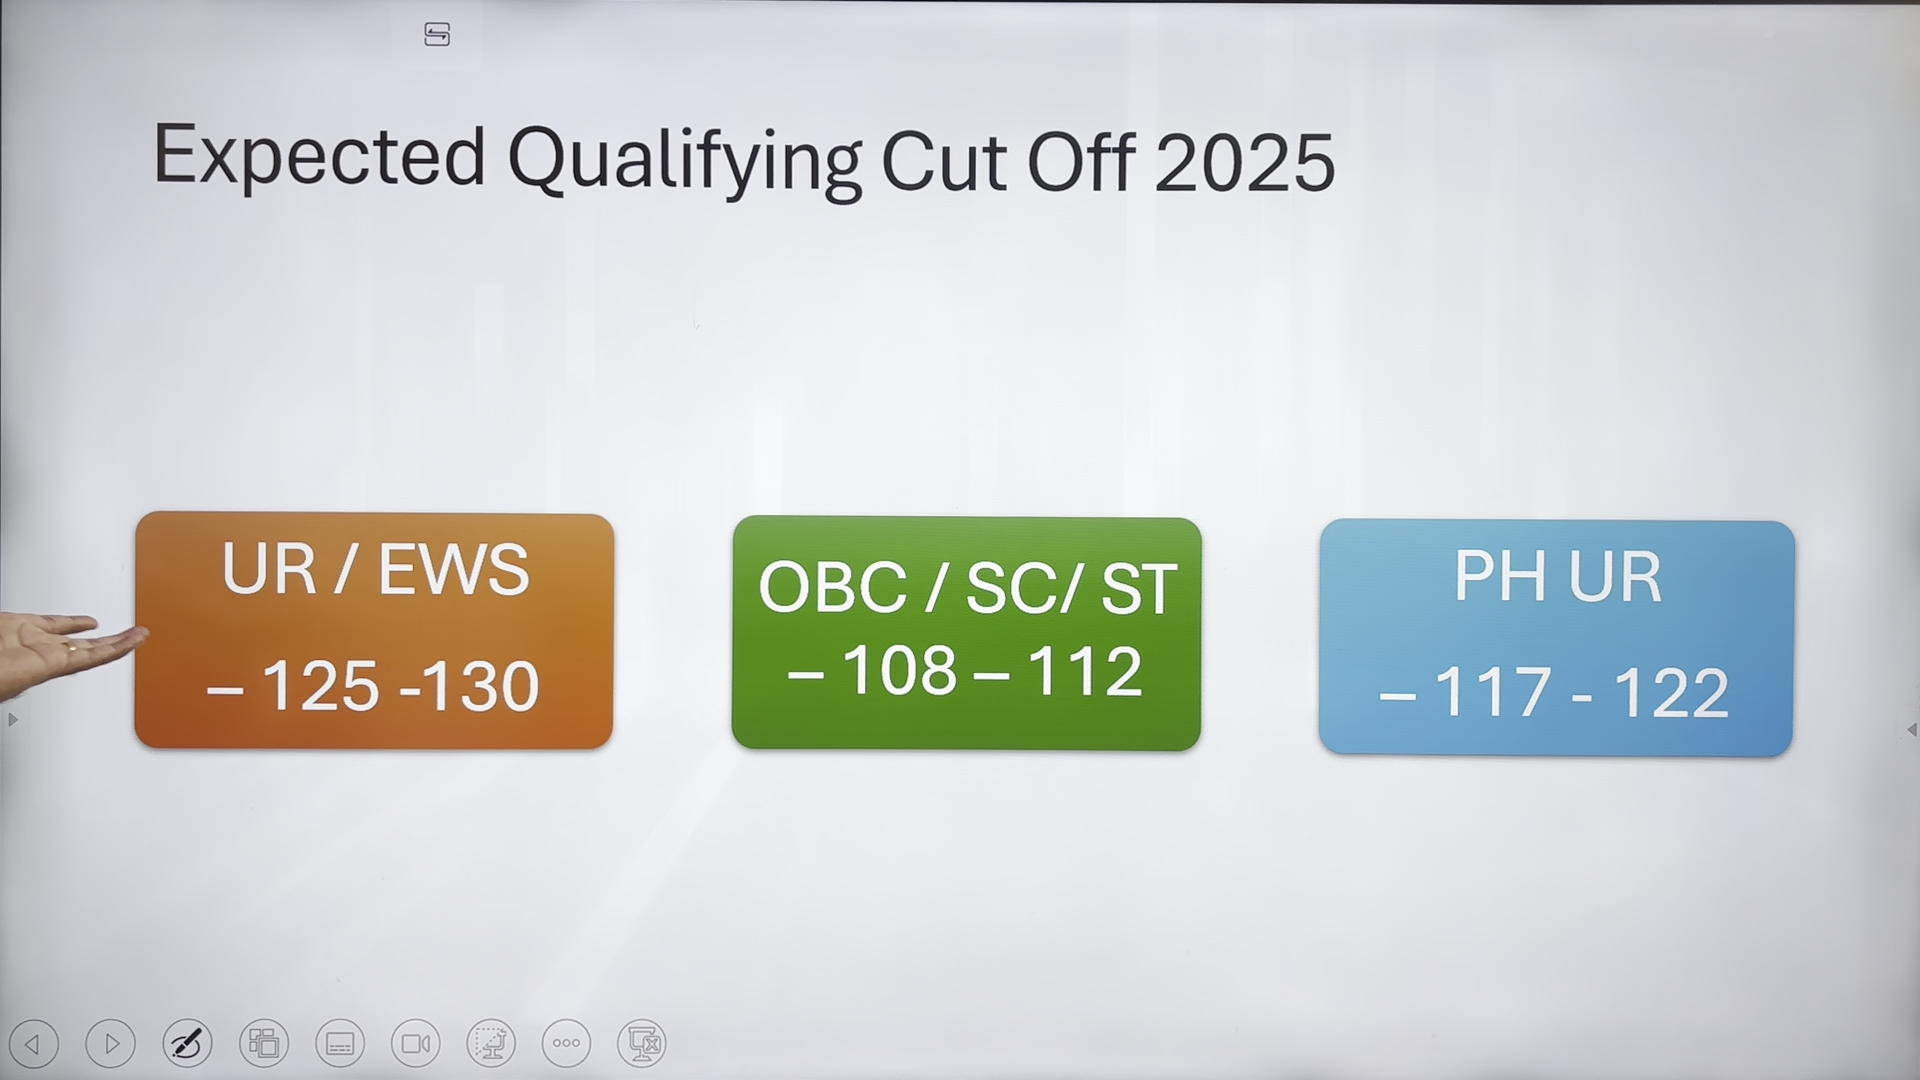 Expected Qualifying Cut Off 2025
UR / EWS
– 125 -130
OBC / SC/ ST
– 108 – 112
PH UR
– 117 - 122